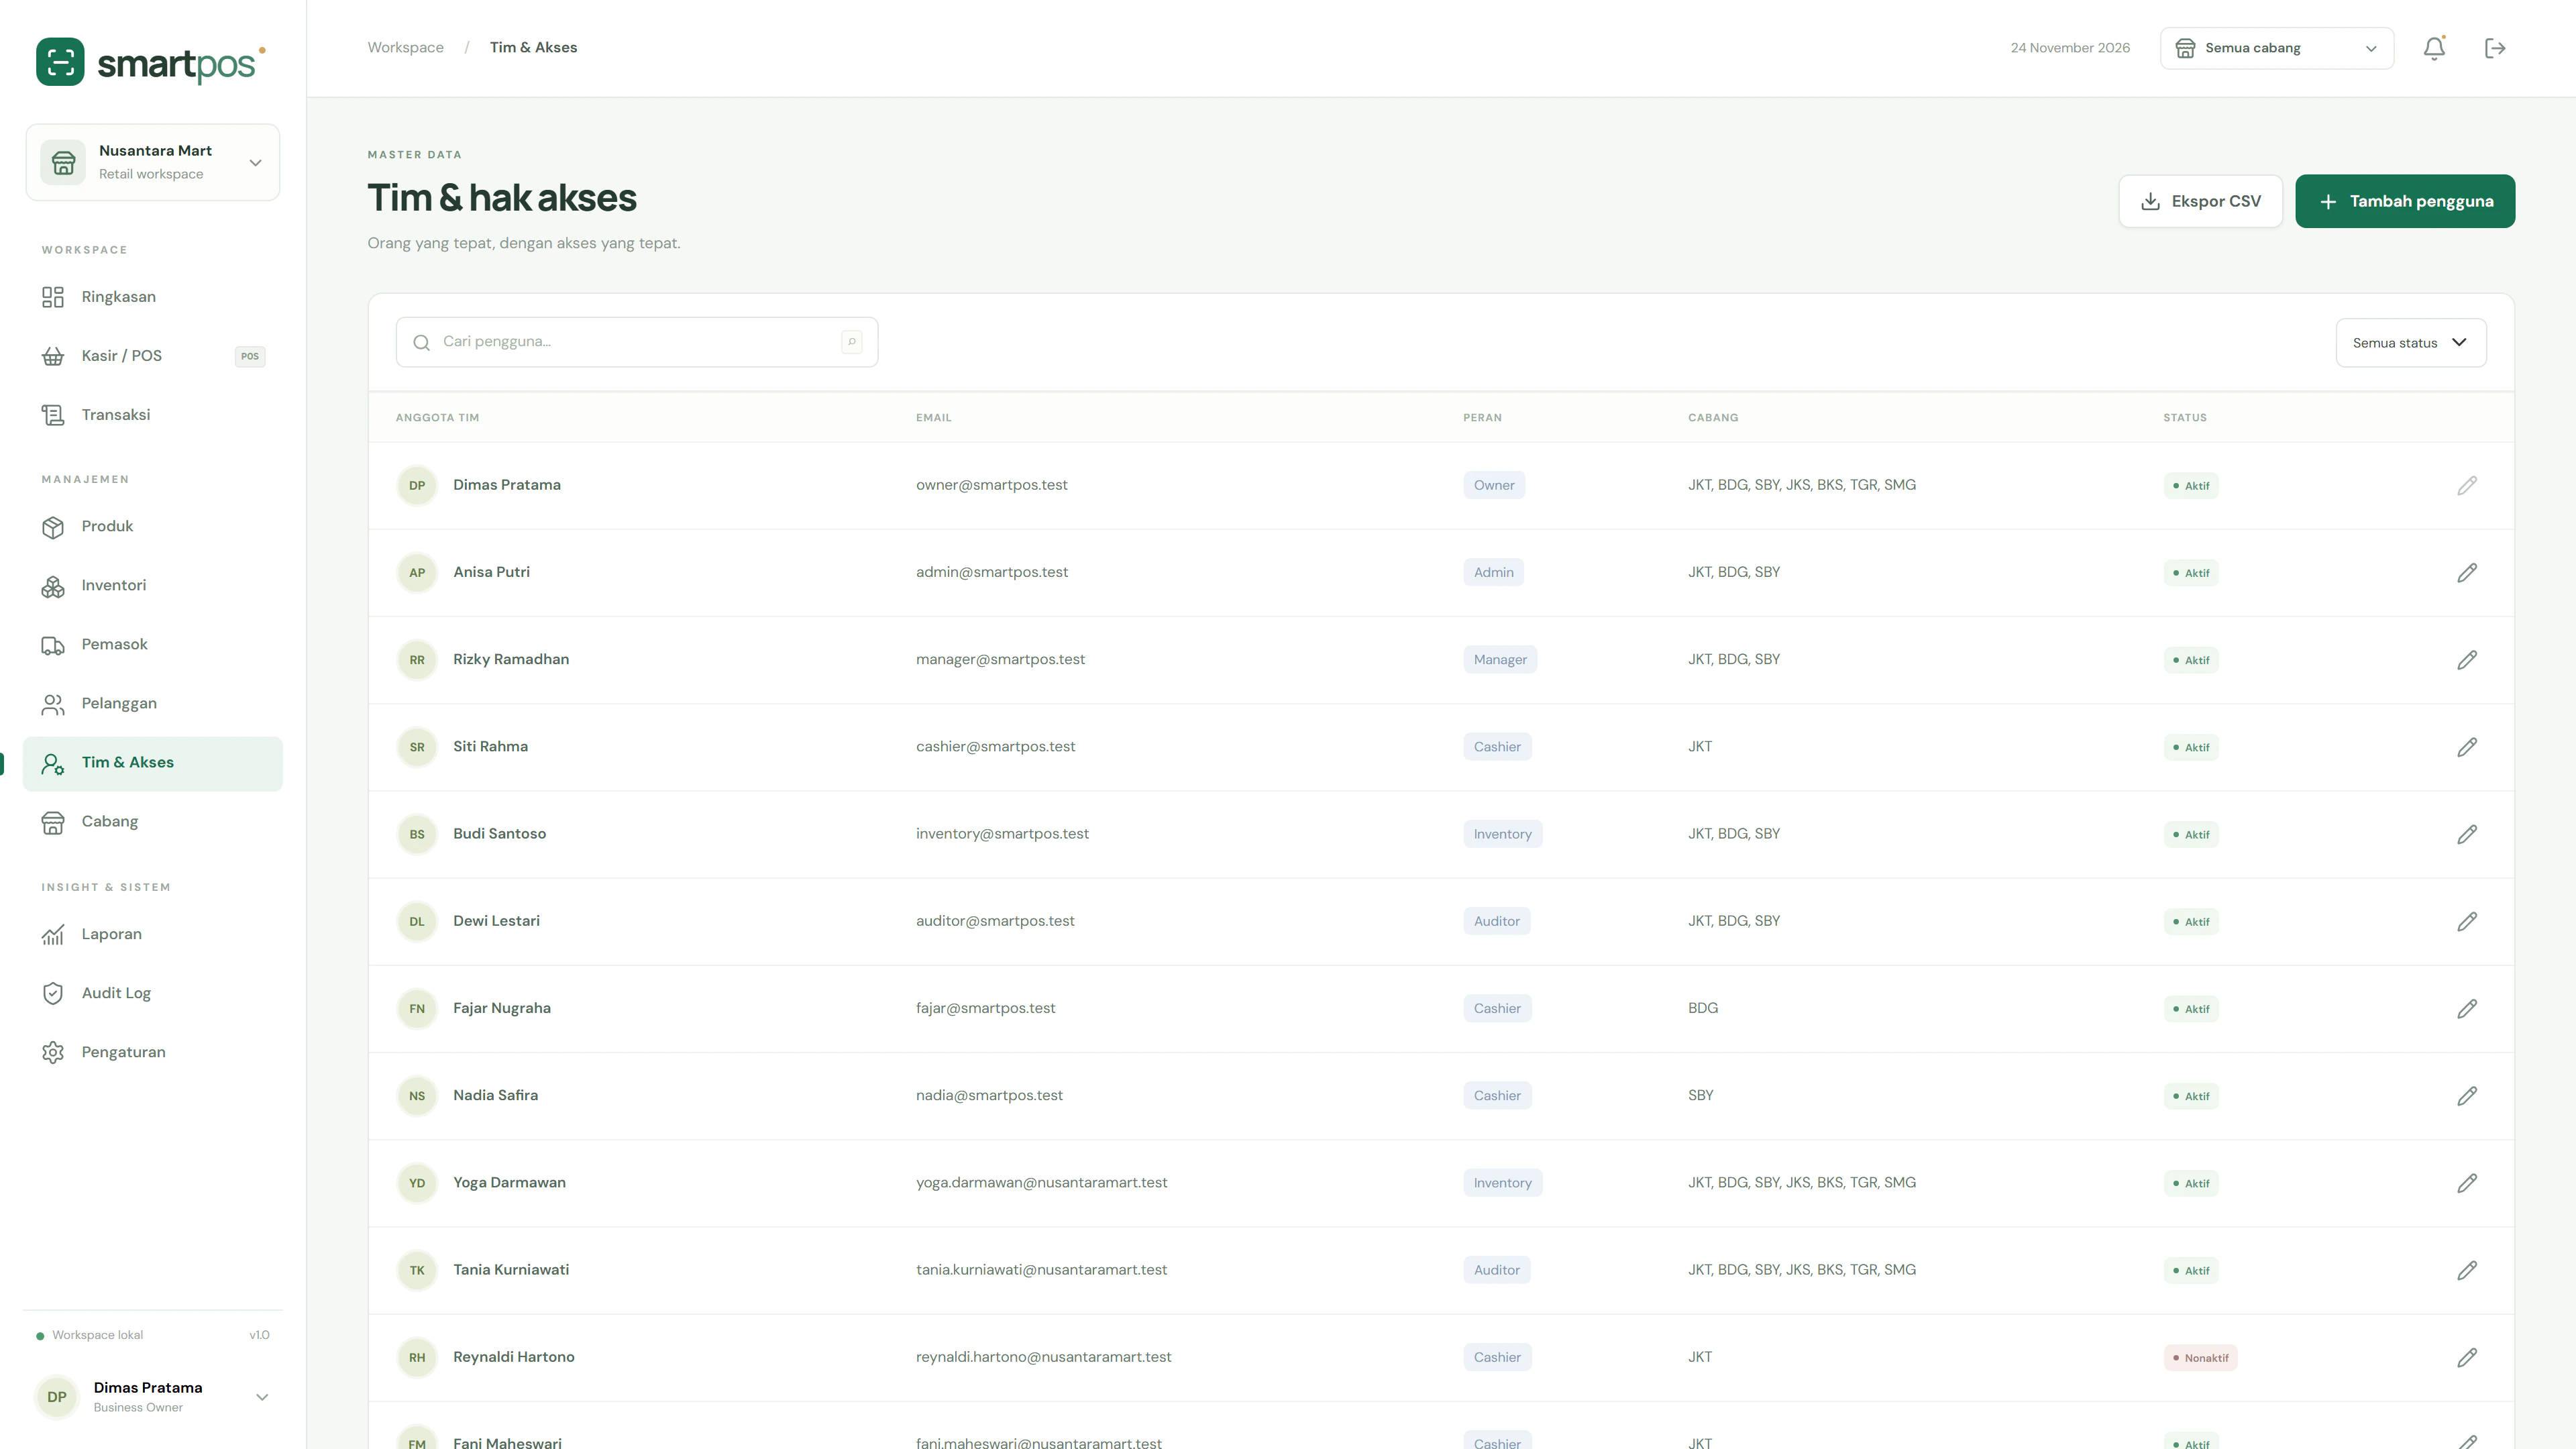 smartpos
Nusantara Mart
Retail workspace
WORKSPACE
Ringkasan
Kasir / POS
POS
Transaksi
MANAJEMEN
Produk
Inventori
Pemasok
Pelanggan
Tim & Akses
Cabang
INSIGHT & SISTEM
Laporan
Audit Log
Pengaturan
Workspace lokal
v1.0
DP
Dimas Pratama
Business Owner
Workspace / Tim & Akses
24 November 2026
Semua cabang
MASTER DATA
Tim & hak akses
Orang yang tepat, dengan akses yang tepat.
Ekspor CSV
Tambah pengguna
Cari pengguna...
Semua status
ANGGOTA TIM EMAIL PERAN CABANG STATUS
DP Dimas Pratama owner@smartpos.test Owner JKT, BDG, SBY, JKS, BKS, TGR, SMG Aktif
AP Anisa Putri admin@smartpos.test Admin JKT, BDG, SBY Aktif
RR Rizky Ramadhan manager@smartpos.test Manager JKT, BDG, SBY Aktif
SR Siti Rahma cashier@smartpos.test Cashier JKT Aktif
BS Budi Santoso inventory@smartpos.test Inventory JKT, BDG, SBY Aktif
DL Dewi Lestari auditor@smartpos.test Auditor JKT, BDG, SBY Aktif
FN Fajar Nugraha fajar@smartpos.test Cashier BDG Aktif
NS Nadia Safira nadia@smartpos.test Cashier SBY Aktif
YD Yoga Darmawan yoga.darmawan@nusantaramart.test Inventory JKT, BDG, SBY, JKS, BKS, TGR, SMG Aktif
TK Tania Kurniawati tania.kurniawati@nusantaramart.test Auditor JKT, BDG, SBY, JKS, BKS, TGR, SMG Aktif
RH Reynaldi Hartono reynaldi.hartono@nusantaramart.test Cashier JKT Nonaktif
FM Fani Maheswari fani.maheswari@nusantaramart.test Cashier JKT Aktif